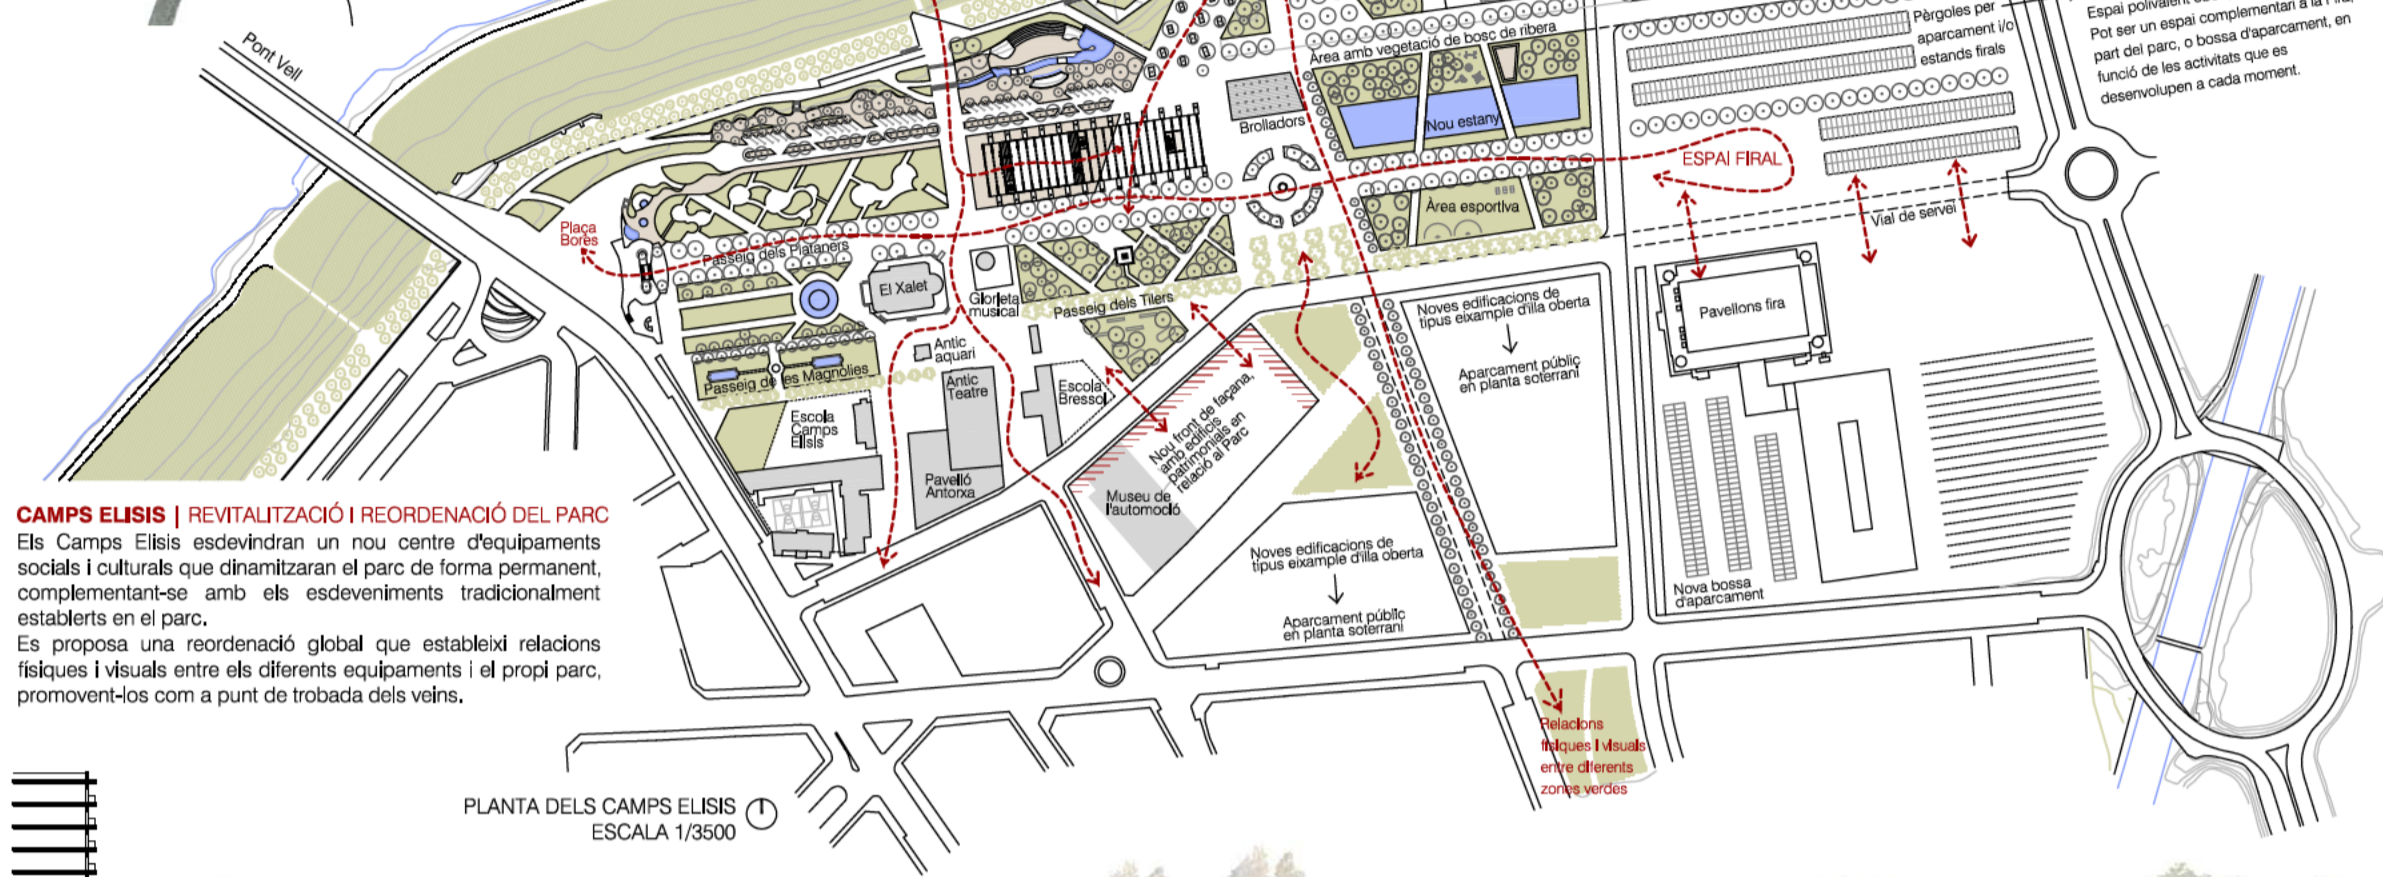 Pont Vell
Plaça
Bores
Passeig dels Plataners
El Xalet
Glorieta
musical
Passeig dels Tilers
Passeig de les Magnòlies
Antic
aquari
Antic
Teatre
Escola
Bressol
Escola
Camps
Elisis
Pavelló
Antorxa
Museu de
l'automoció
Nou front de façana,
amb edificis
patrimonials en
relació al Parc
Brolladors
Àrea amb vegetació de bosc de ribera
Nou estany
Àrea esportiva
ESPAI FIRAL
Pèrgoles per
aparcament i/o
estands firals
Espai polivalent
Pot ser un espai complementari a la Fira,
part del parc, o bossa d'aparcament, en
funció de les activitats que es
desenvolupen a cada moment.
Vial de servei
Pavellons fira
Noves edificacions de
tipus eixample d'illa oberta
Aparcament públic
en planta soterrani
Noves edificacions de
tipus eixample d'illa oberta
Aparcament públic
en planta soterrani
Nova bossa
d'aparcament
Relacions
físiques i visuals
entre diferents
zones verdes
CAMPS ELISIS | REVITALITZACIÓ I REORDENACIÓ DEL PARC
Els Camps Elisis esdevindran un nou centre d'equipaments
socials i culturals que dinamitzaran el parc de forma permanent,
complementant-se amb els esdeveniments tradicionalment
establerts en el parc.
Es proposa una reordenació global que estableixi relacions
físiques i visuals entre els diferents equipaments i el propi parc,
promovent-los com a punt de trobada dels veins.
PLANTA DELS CAMPS ELISIS
ESCALA 1/3500